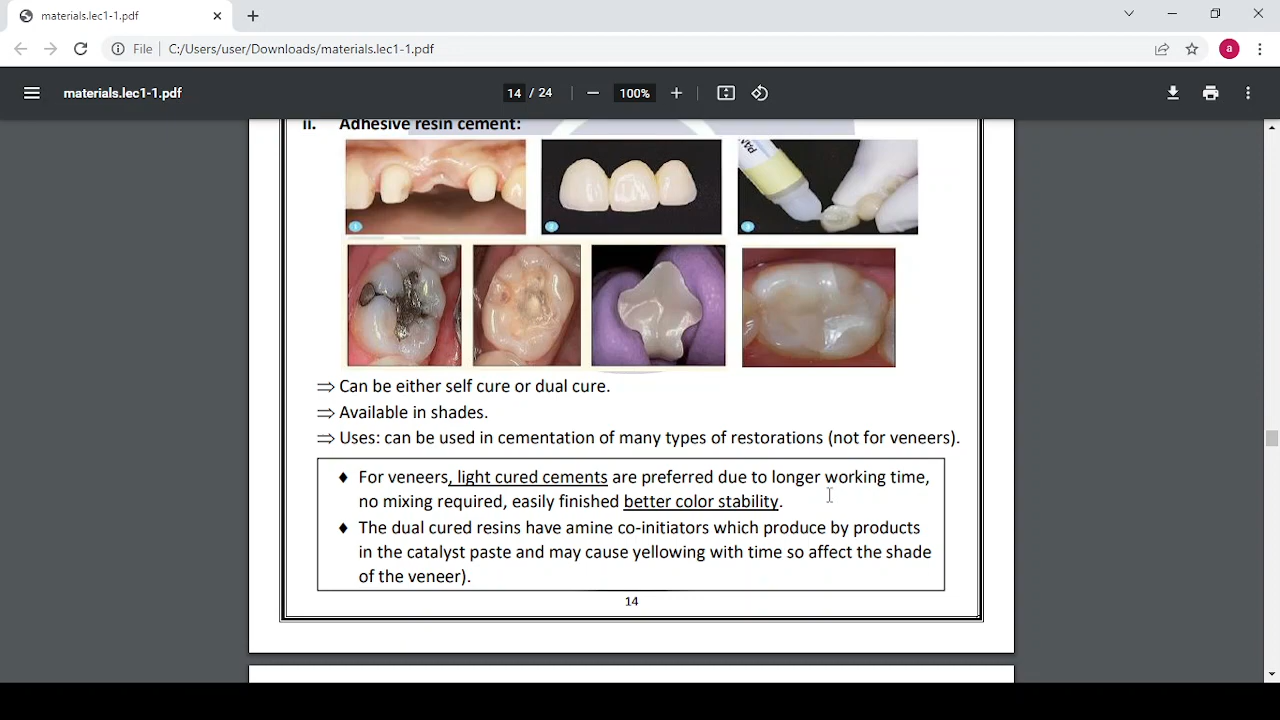 materials.lec1-1.pdf
File
C:/Users/user/Downloads/materials.lec1-1.pdf
a
materials.lec1-1.pdf
14 / 24
100%
ii. Adhesive resin cement:
1
2
3
⇒ Can be either self cure or dual cure.
⇒ Available in shades.
⇒ Uses: can be used in cementation of many types of restorations (not for veneers).
♦ For veneers, light cured cements are preferred due to longer working time,
no mixing required, easily finished better color stability.
♦ The dual cured resins have amine co-initiators which produce by products
in the catalyst paste and may cause yellowing with time so affect the shade
of the veneer).
14